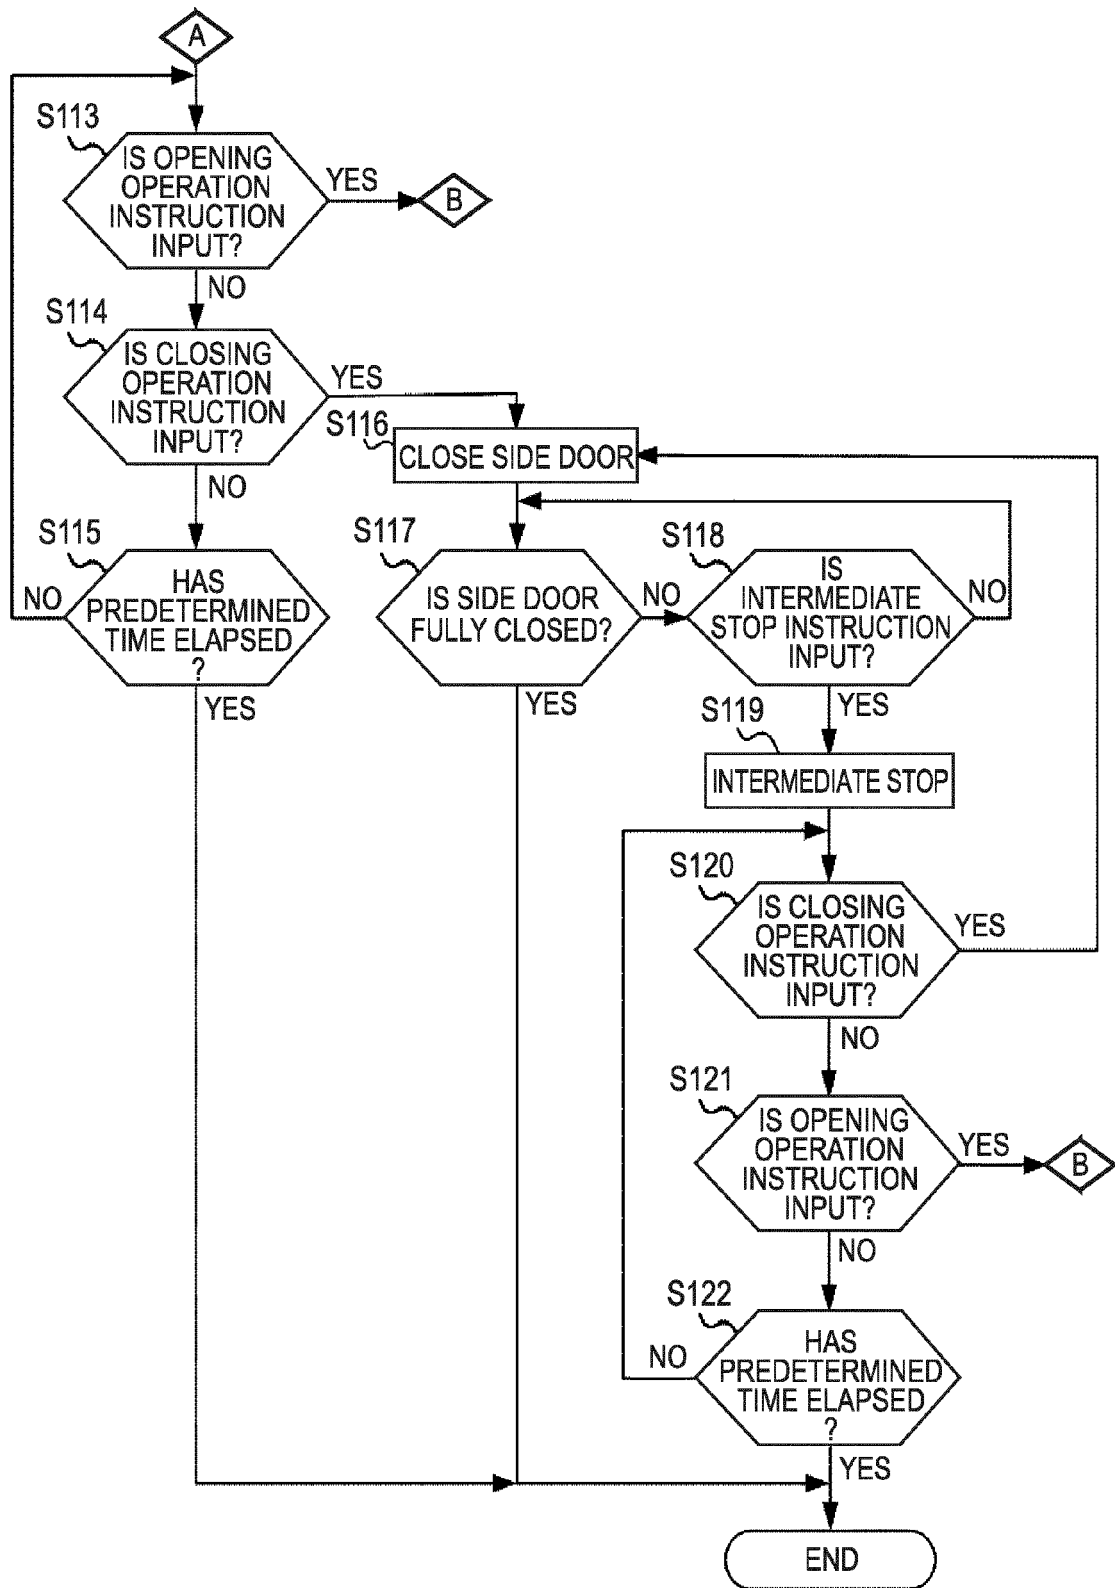 A
S113
IS OPENING
OPERATION
INSTRUCTION
INPUT?
YES
B
NO
S114
IS CLOSING
OPERATION
INSTRUCTION
INPUT?
YES
NO
S116
CLOSE SIDE DOOR
S115
HAS
PREDETERMINED
TIME ELAPSED
?
NO
YES
S117
IS SIDE DOOR
FULLY CLOSED?
NO
YES
S118
IS
INTERMEDIATE
STOP INSTRUCTION
INPUT?
NO
YES
S119
INTERMEDIATE STOP
S120
IS CLOSING
OPERATION
INSTRUCTION
INPUT?
YES
NO
S121
IS OPENING
OPERATION
INSTRUCTION
INPUT?
YES
B
NO
S122
HAS
PREDETERMINED
TIME ELAPSED
?
NO
YES
END